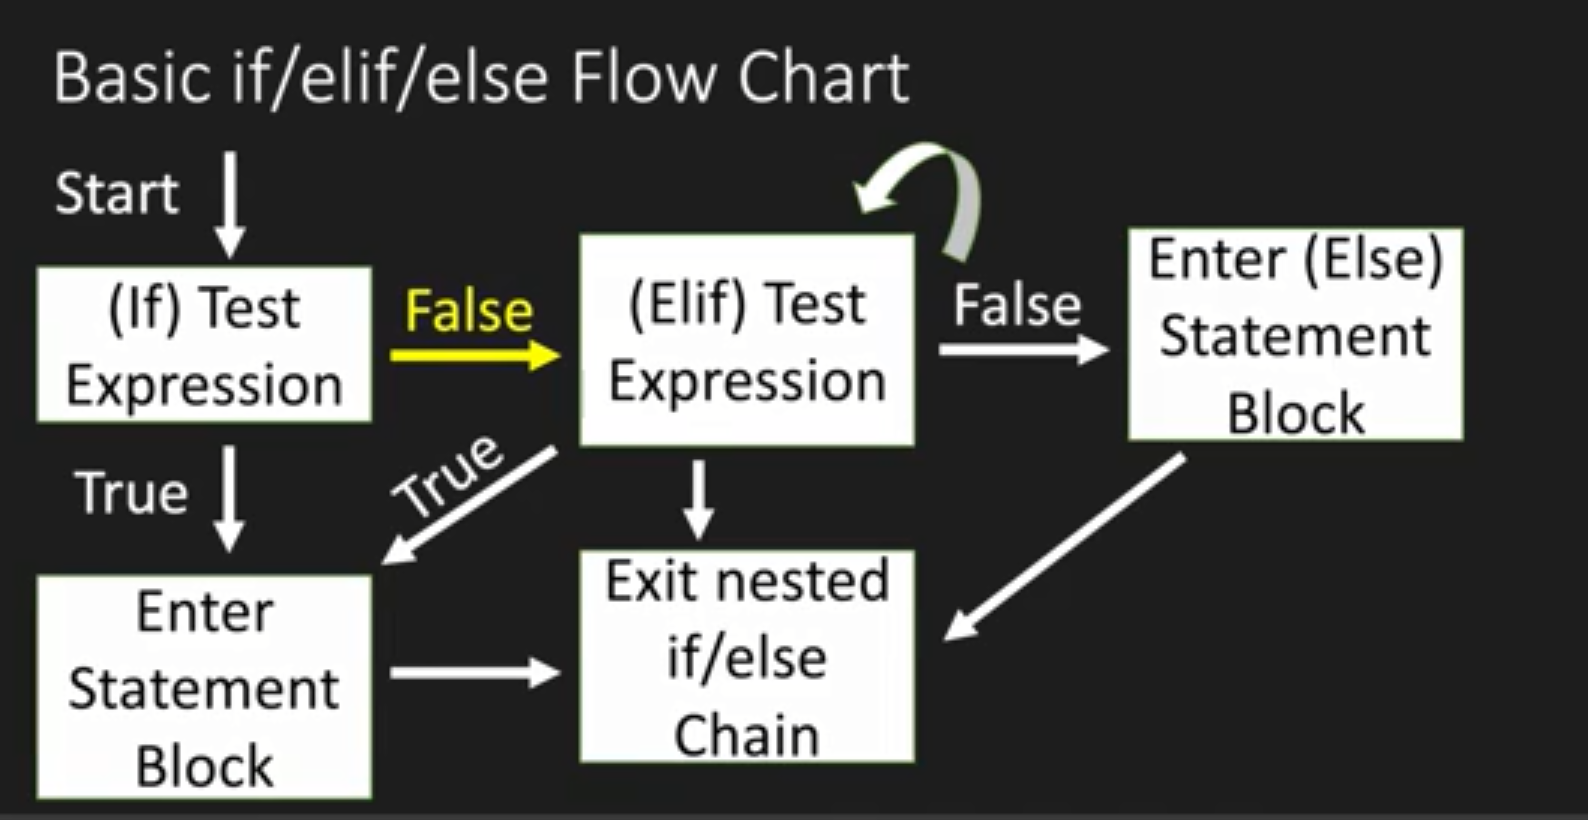 Basic if/elif/else Flow Chart
Start
(If) Test
Expression
False
(Elif) Test
Expression
False
Enter (Else)
Statement
Block
True
True
Enter
Statement
Block
Exit nested
if/else
Chain